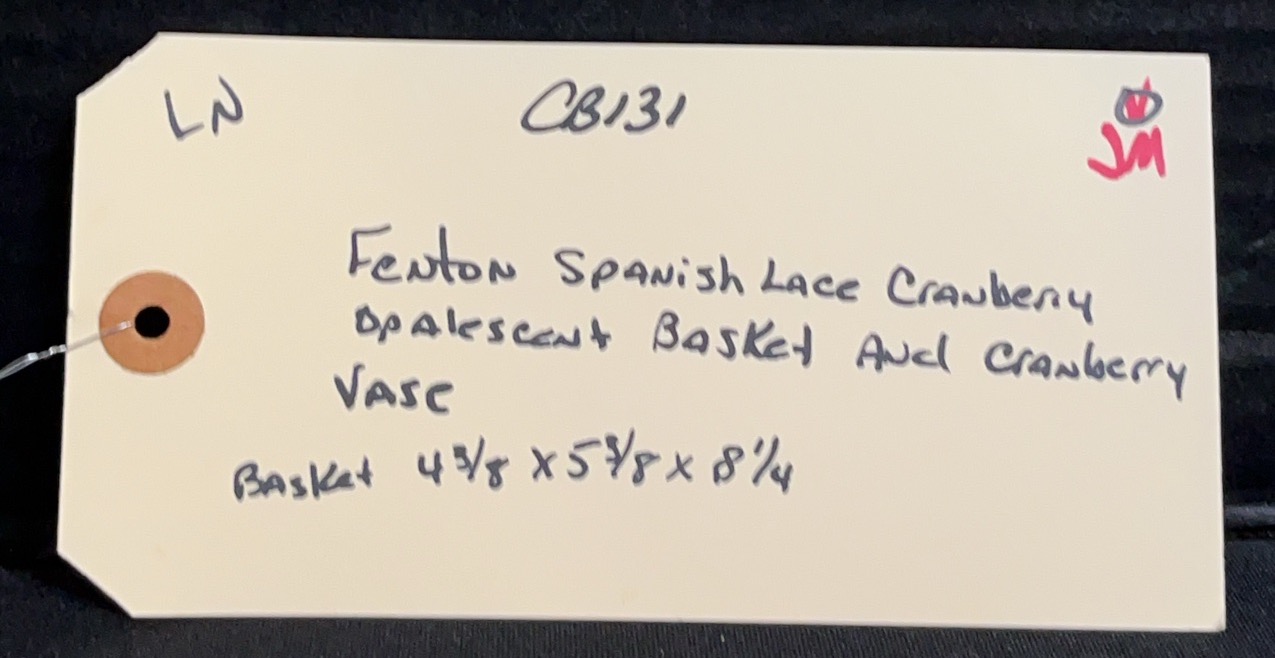 LN CB131 V
JM
Fenton Spanish Lace Cranberry
Opalescent Basket And Cranberry
Vase
Basket 4 3/8 x 5 3/8 x 8 1/4